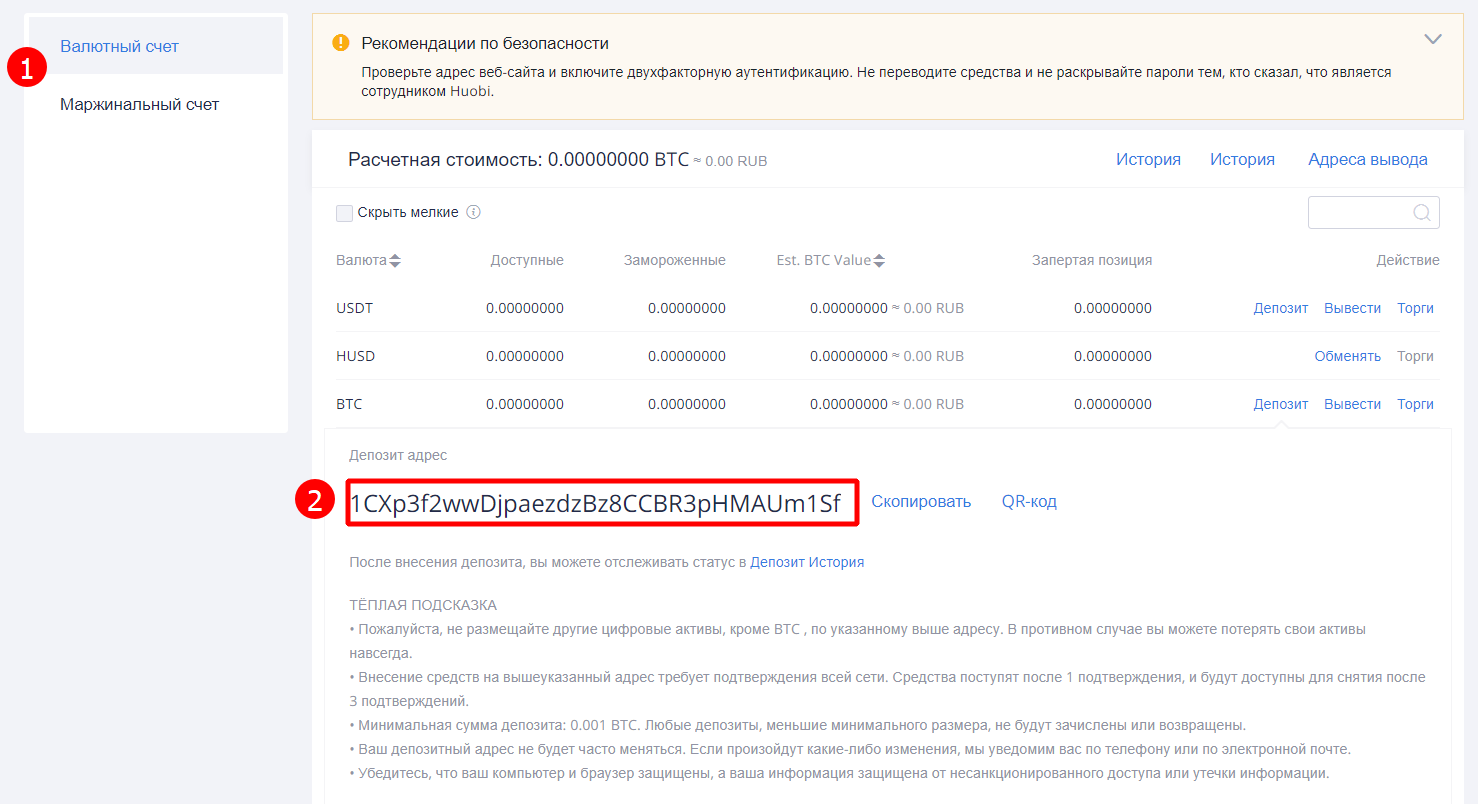 Валютный счет
1
Маржинальный счет
Рекомендации по безопасности
Проверьте адрес веб-сайта и включите двухфакторную аутентификацию. Не переводите средства и не раскрывайте пароли тем, кто сказал, что является
сотрудником Huobi.
Расчетная стоимость: 0.00000000 BTC ≈ 0.00 RUB История История Адреса вывода
Скрыть мелкие
Валюта Доступные Замороженные Est. BTC Value Запертая позиция Действие
USDT 0.00000000 0.00000000 0.00000000 ≈ 0.00 RUB 0.00000000 Депозит Вывести Торги
HUSD 0.00000000 0.00000000 0.00000000 ≈ 0.00 RUB 0.00000000 Обменять Торги
BTC 0.00000000 0.00000000 0.00000000 ≈ 0.00 RUB 0.00000000 Депозит Вывести Торги
Депозит адрес
2 1CXp3f2wwDjpaezdzBz8CCBR3pHMAUm1Sf Скопировать QR-код
После внесения депозита, вы можете отслеживать статус в Депозит История
ТЁПЛАЯ ПОДСКАЗКА
• Пожалуйста, не размещайте другие цифровые активы, кроме BTC , по указанному выше адресу. В противном случае вы можете потерять свои активы
навсегда.
• Внесение средств на вышеуказанный адрес требует подтверждения всей сети. Средства поступят после 1 подтверждения, и будут доступны для снятия после
3 подтверждений.
• Минимальная сумма депозита: 0.001 BTC. Любые депозиты, меньшие минимального размера, не будут зачислены или возвращены.
• Ваш депозитный адрес не будет часто меняться. Если произойдут какие-либо изменения, мы уведомим вас по телефону или по электронной почте.
• Убедитесь, что ваш компьютер и браузер защищены, а ваша информация защищена от несанкционированного доступа или утечки информации.